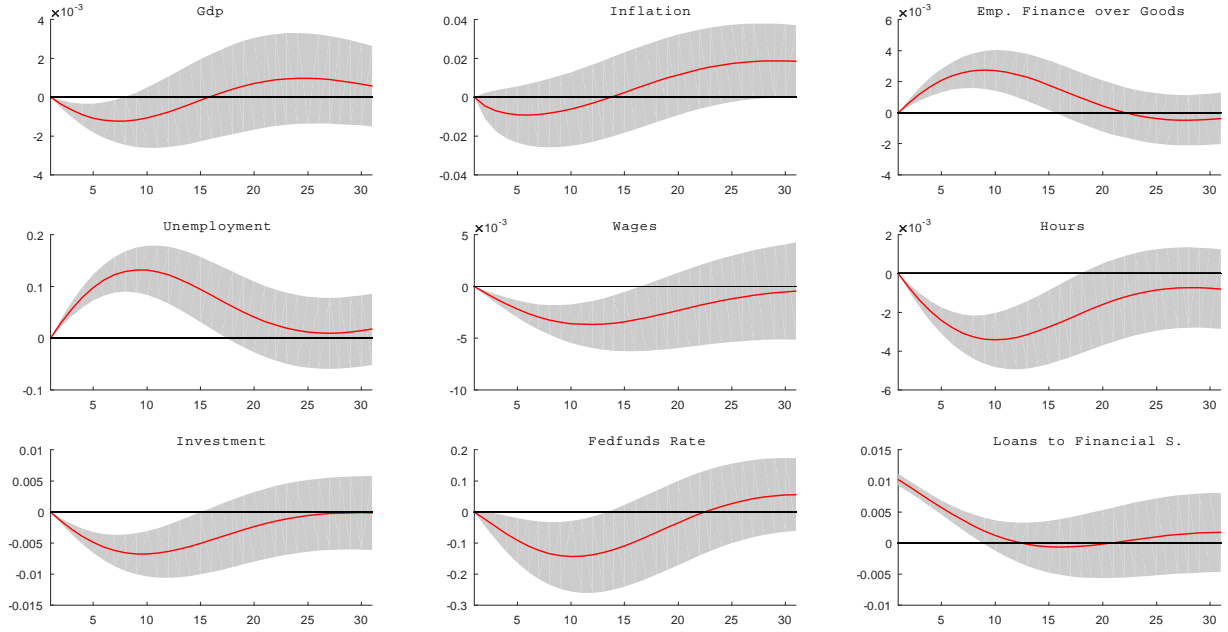 Gdp
×10⁻³
4
2
0
-2
-4
5 10 15 20 25 30
Inflation
0.04
0.02
0
-0.02
-0.04
5 10 15 20 25 30
Emp. Finance over Goods
×10⁻³
6
4
2
0
-2
-4
5 10 15 20 25 30
Unemployment
0.2
0.1
0
-0.1
5 10 15 20 25 30
Wages
×10⁻³
5
0
-5
-10
5 10 15 20 25 30
Hours
×10⁻³
2
0
-2
-4
-6
5 10 15 20 25 30
Investment
0.01
0.005
0
-0.005
-0.01
-0.015
5 10 15 20 25 30
Fedfunds Rate
0.2
0.1
0
-0.1
-0.2
-0.3
5 10 15 20 25 30
Loans to Financial S.
0.015
0.01
0.005
0
-0.005
-0.01
5 10 15 20 25 30